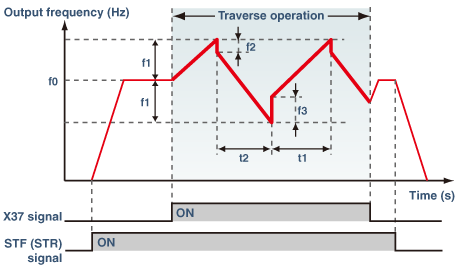 Output frequency (Hz)
Traverse operation
f1
f2
f0
f1
f3
t2
t1
Time (s)
X37 signal
ON
STF (STR)
signal
ON